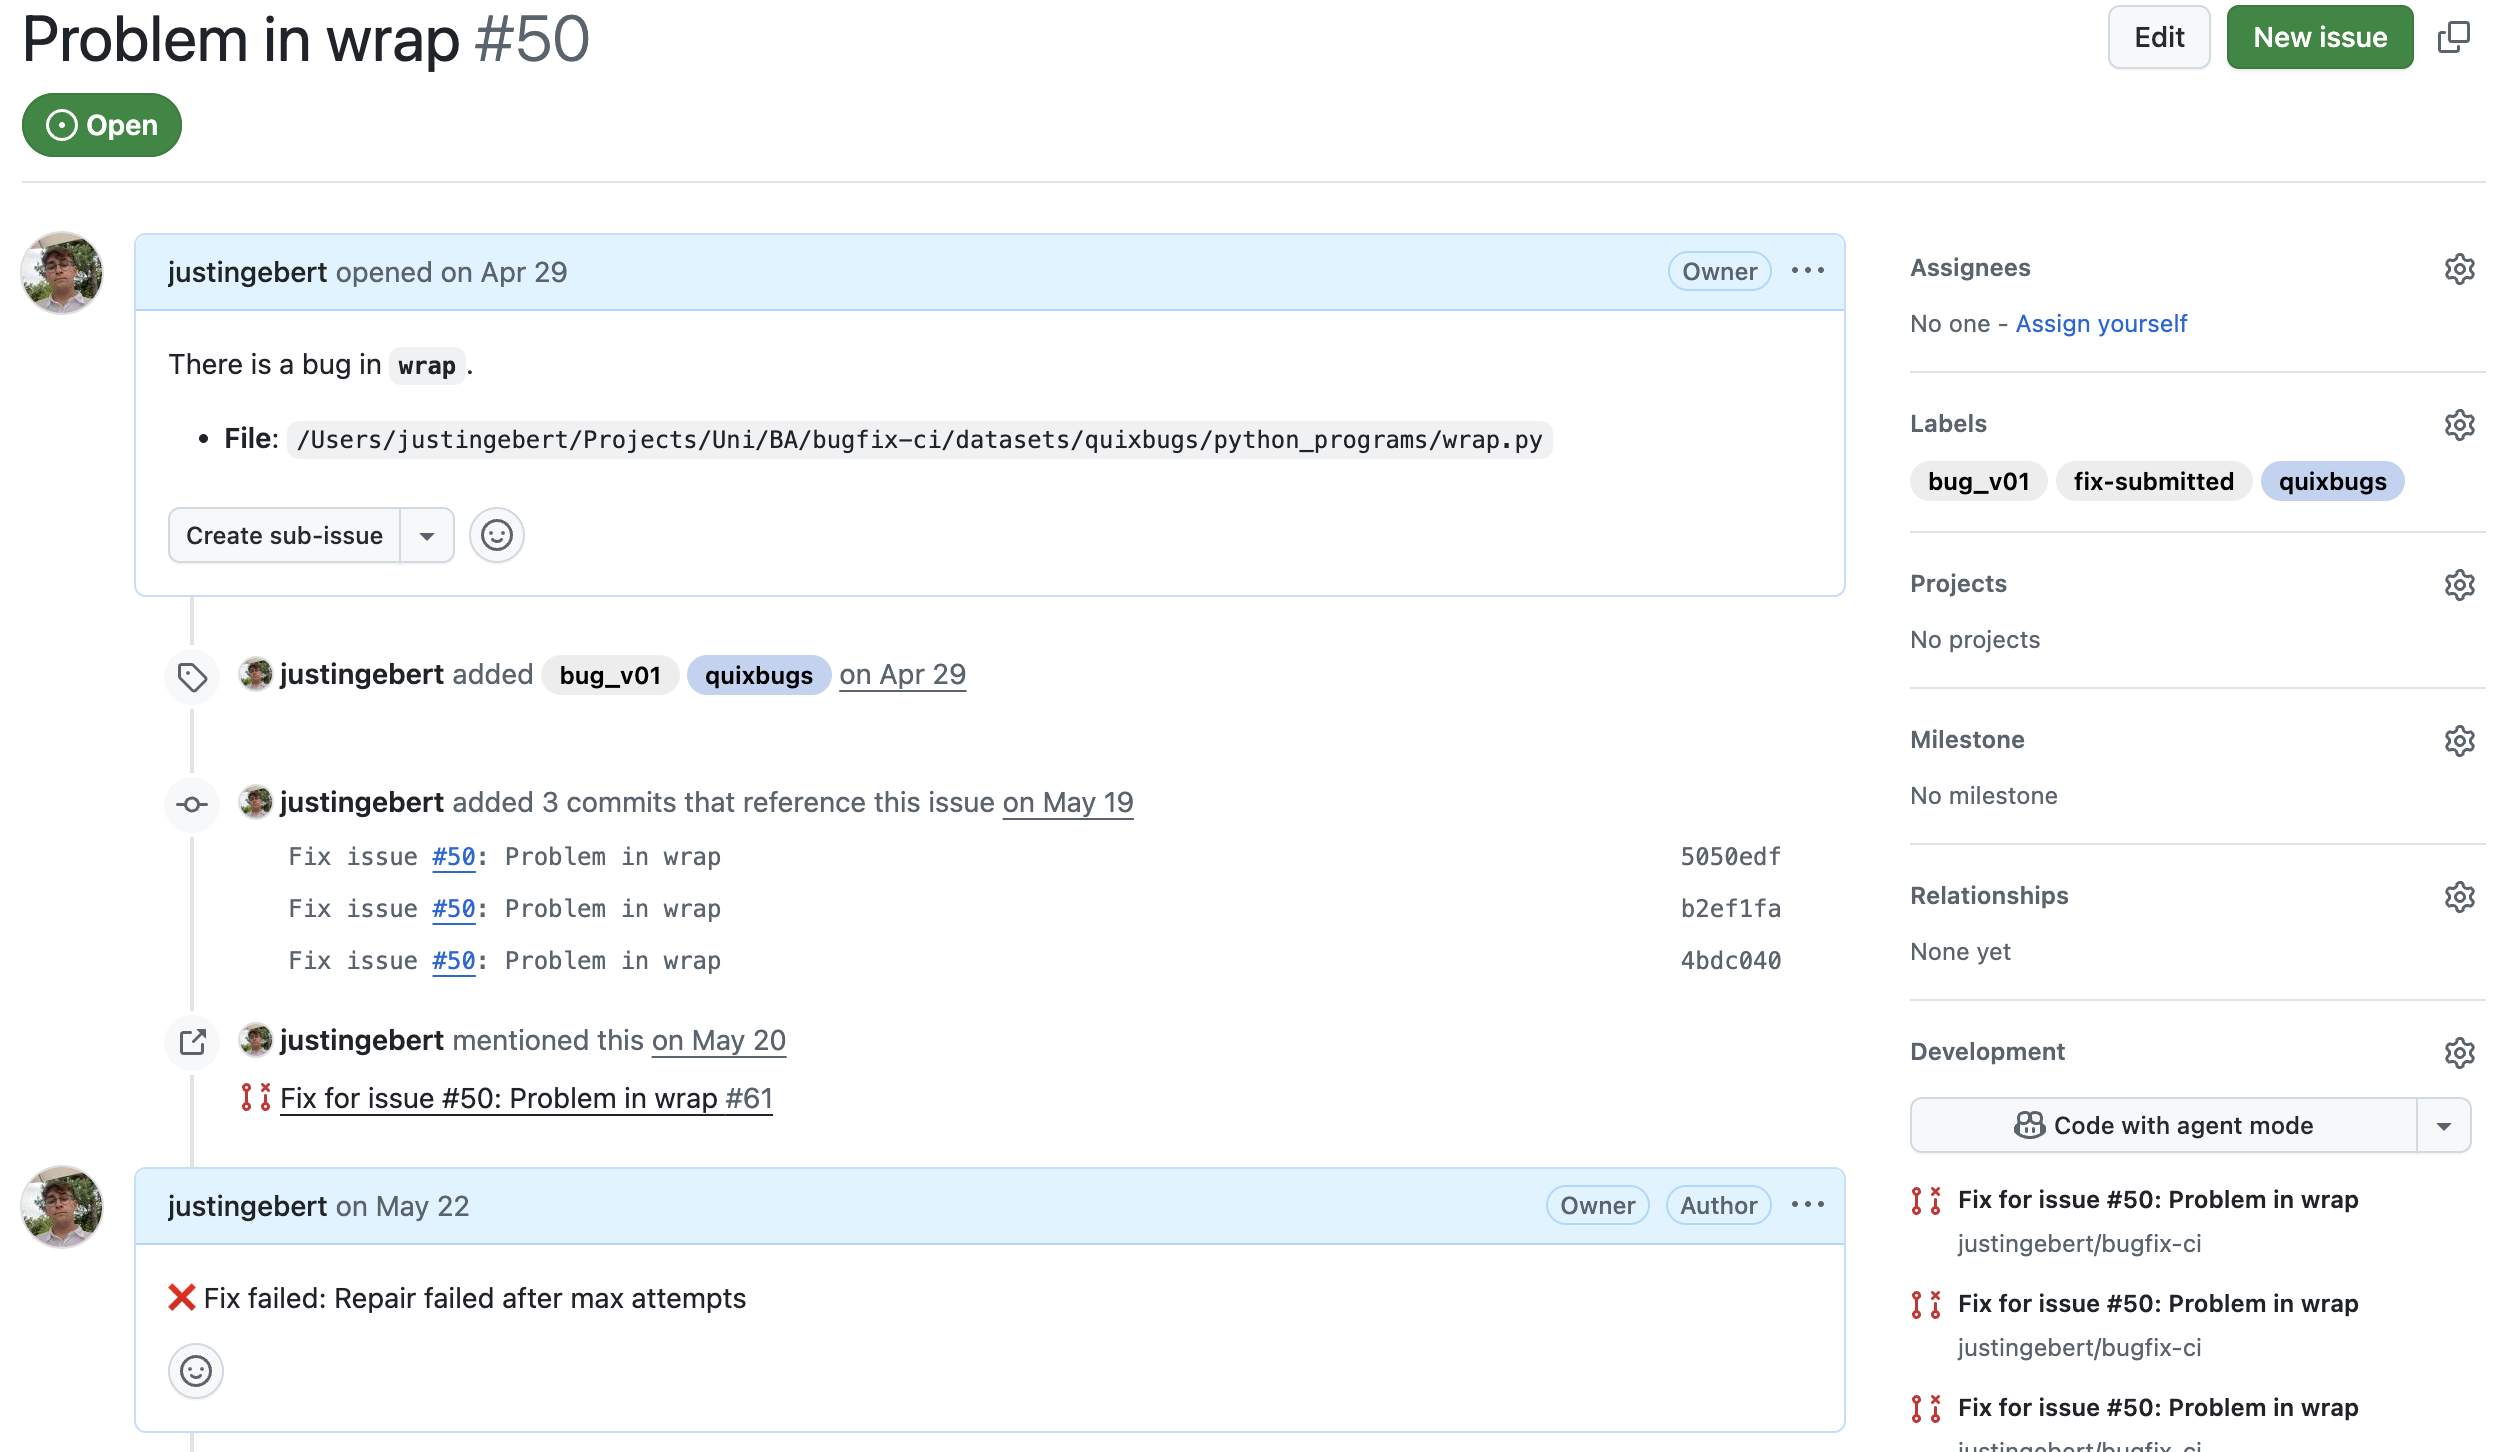 Problem in wrap #50
Edit
New issue
Open
justingebert opened on Apr 29
Owner
There is a bug in wrap.
• File: /Users/justingebert/Projects/Uni/BA/bugfix-ci/datasets/quixbugs/python_programs/wrap.py
Create sub-issue
justingebert added bug_v01 quixbugs on Apr 29
justingebert added 3 commits that reference this issue on May 19
Fix issue #50: Problem in wrap 5050edf
Fix issue #50: Problem in wrap b2ef1fa
Fix issue #50: Problem in wrap 4bdc040
justingebert mentioned this on May 20
Fix for issue #50: Problem in wrap #61
justingebert on May 22
Owner
Author
❌ Fix failed: Repair failed after max attempts
Assignees
No one - Assign yourself
Labels
bug_v01 fix-submitted quixbugs
Projects
No projects
Milestone
No milestone
Relationships
None yet
Development
Code with agent mode
Fix for issue #50: Problem in wrap
justingebert/bugfix-ci
Fix for issue #50: Problem in wrap
justingebert/bugfix-ci
Fix for issue #50: Problem in wrap
justingebert/bugfix-ci